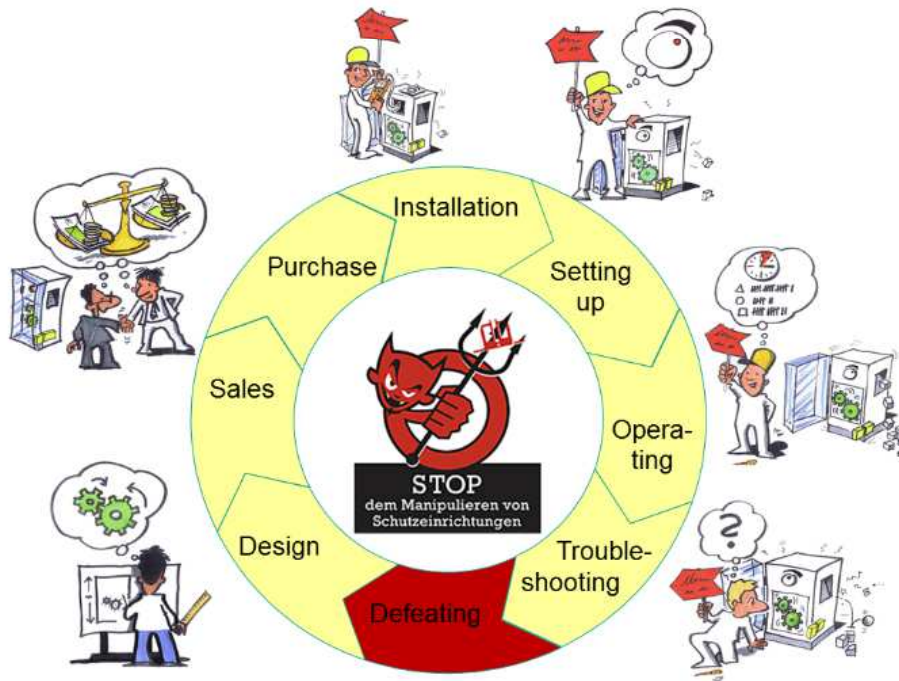 Installation
Setting
up
Opera-
ting
Trouble-
shooting
Defeating
Design
Sales
Purchase
STOP
dem Manipulieren von
Schutzeinrichtungen
?